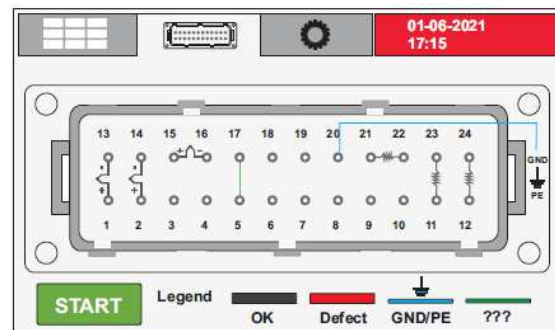 01-06-2021
17:15
13 14 15 16 17 18 19 20 21 22 23 24
+ -
GND
PE
- -
+ +
1 2 3 4 5 6 7 8 9 10 11 12
START
Legend
OK Defect GND/PE ???